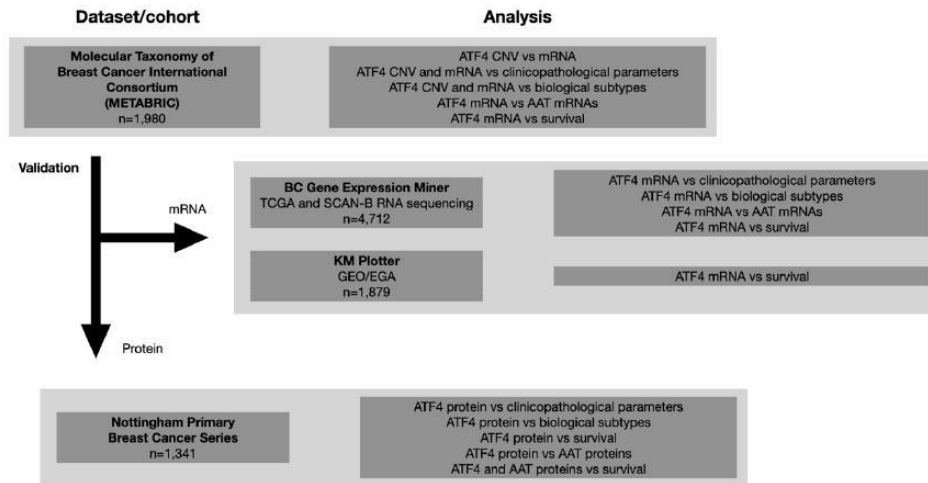 Dataset/cohort
Analysis
Molecular Taxonomy of
Breast Cancer International
Consortium
(METABRIC)
n=1,980
ATF4 CNV vs mRNA
ATF4 CNV and mRNA vs clinicopathological parameters
ATF4 CNV and mRNA vs biological subtypes
ATF4 mRNA vs AAT mRNAs
ATF4 mRNA vs survival
Validation
mRNA
BC Gene Expression Miner
TCGA and SCAN-B RNA sequencing
n=4,712
ATF4 mRNA vs clinicopathological parameters
ATF4 mRNA vs biological subtypes
ATF4 mRNA vs AAT mRNAs
ATF4 mRNA vs survival
KM Plotter
GEO/EGA
n=1,879
ATF4 mRNA vs survival
Protein
Nottingham Primary
Breast Cancer Series
n=1,341
ATF4 protein vs clinicopathological parameters
ATF4 protein vs biological subtypes
ATF4 protein vs survival
ATF4 protein vs AAT proteins
ATF4 and AAT proteins vs survival